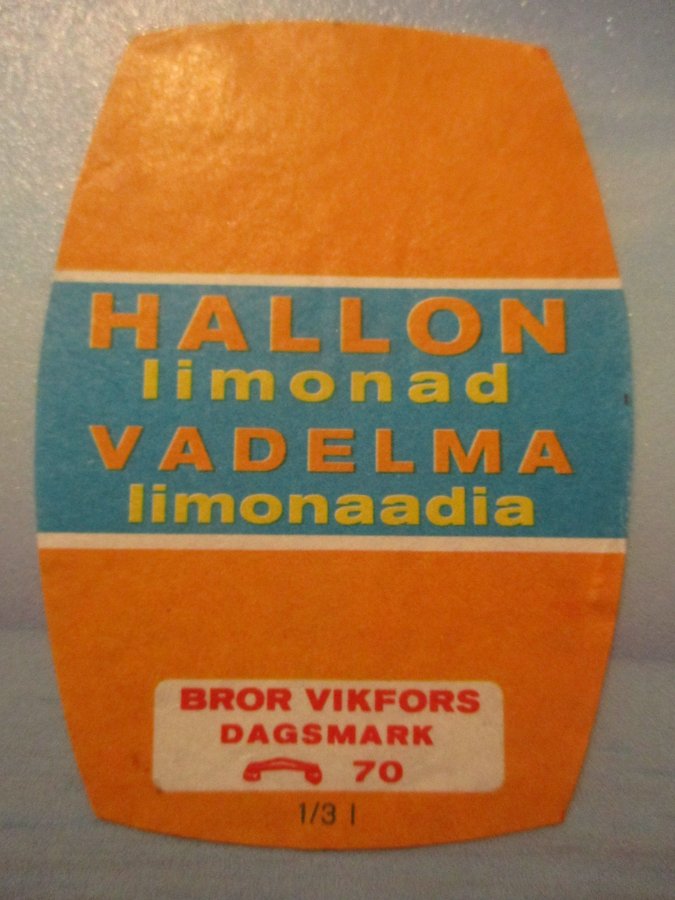 HALLON
limonad
VADELMA
limonaadia
BROR VIKFORS
DAGSMARK
70
1/3 l